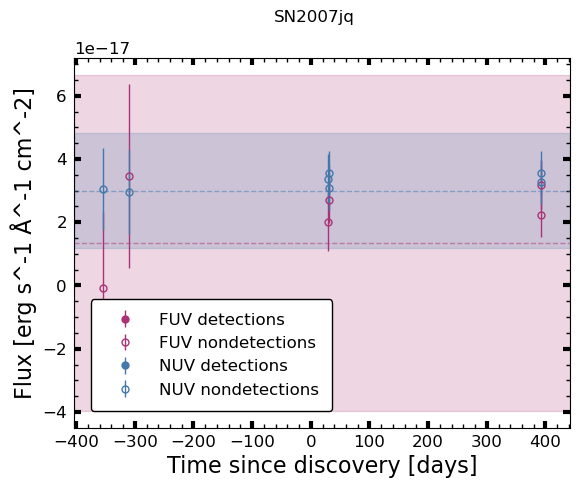 SN2007jq
1e−17
6
4
2
0
−2
−4
Flux [erg s^-1 Å^-1 cm^-2]
FUV detections
FUV nondetections
NUV detections
NUV nondetections
−400 −300 −200 −100 0 100 200 300 400
Time since discovery [days]